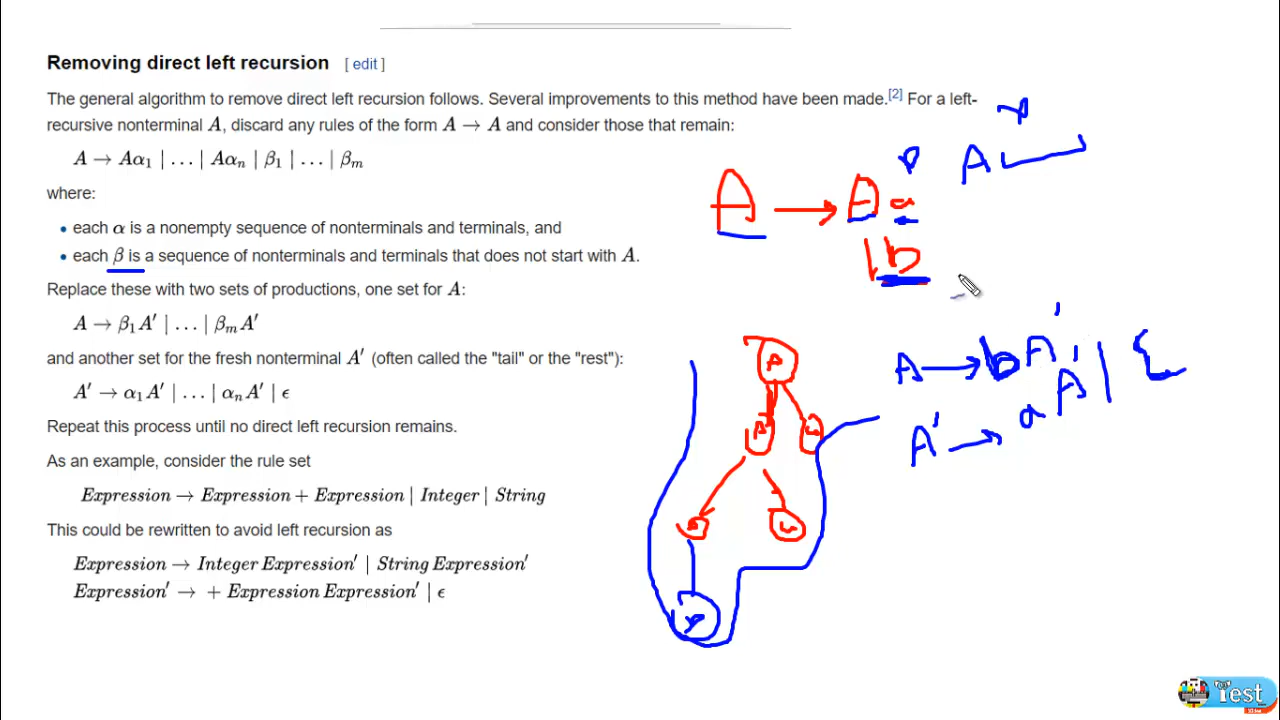 Removing direct left recursion [ edit ]
The general algorithm to remove direct left recursion follows. Several improvements to this method have been made.[2] For a left-
recursive nonterminal A, discard any rules of the form A → A and consider those that remain:
A → Aα₁ | … | Aαₙ | β₁ | … | βₘ
where:
• each α is a nonempty sequence of nonterminals and terminals, and
• each β is a sequence of nonterminals and terminals that does not start with A.
Replace these with two sets of productions, one set for A:
A → β₁A′ | … | βₘA′
and another set for the fresh nonterminal A′ (often called the "tail" or the "rest"):
A′ → α₁A′ | … | αₙA′ | ϵ
Repeat this process until no direct left recursion remains.
As an example, consider the rule set
Expression → Expression + Expression | Integer | String
This could be rewritten to avoid left recursion as
Expression → Integer Expression′ | String Expression′
Expression′ → + Expression Expression′ | ϵ
A
A → A a
| b
A → b A'
A' → a A' | ε
A
A
Test